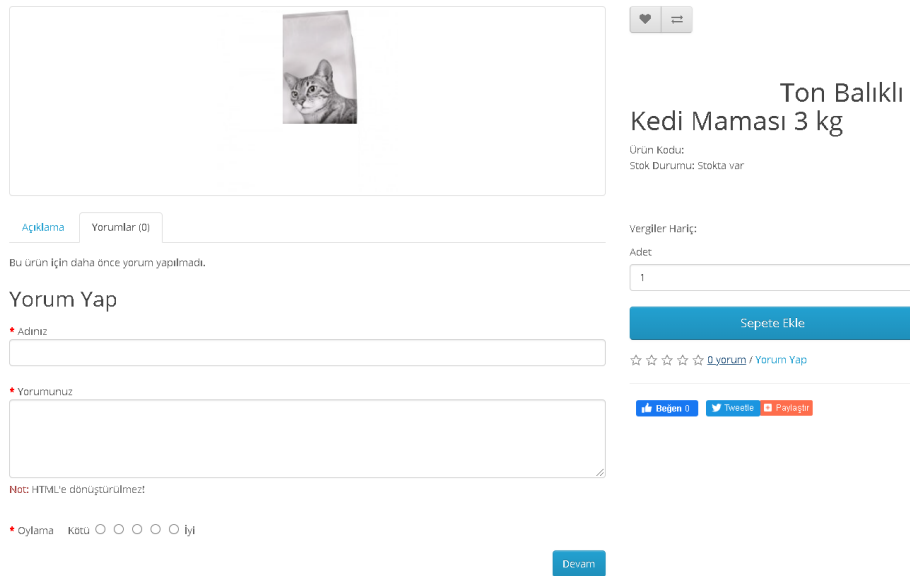 Ton Balıklı
Kedi Maması 3 kg
Ürün Kodu:
Stok Durumu: Stokta var
Açıklama
Yorumlar (0)
Bu ürün için daha önce yorum yapılmadı.
Yorum Yap
* Adınız
* Yorumunuz
Not: HTML'e dönüştürülmez!
* Oylama Kötü İyi
Devam
Vergiler Hariç:
Adet
1
Sepete Ekle
0 yorum / Yorum Yap
Beğen 0
Tweetle
Paylaştır